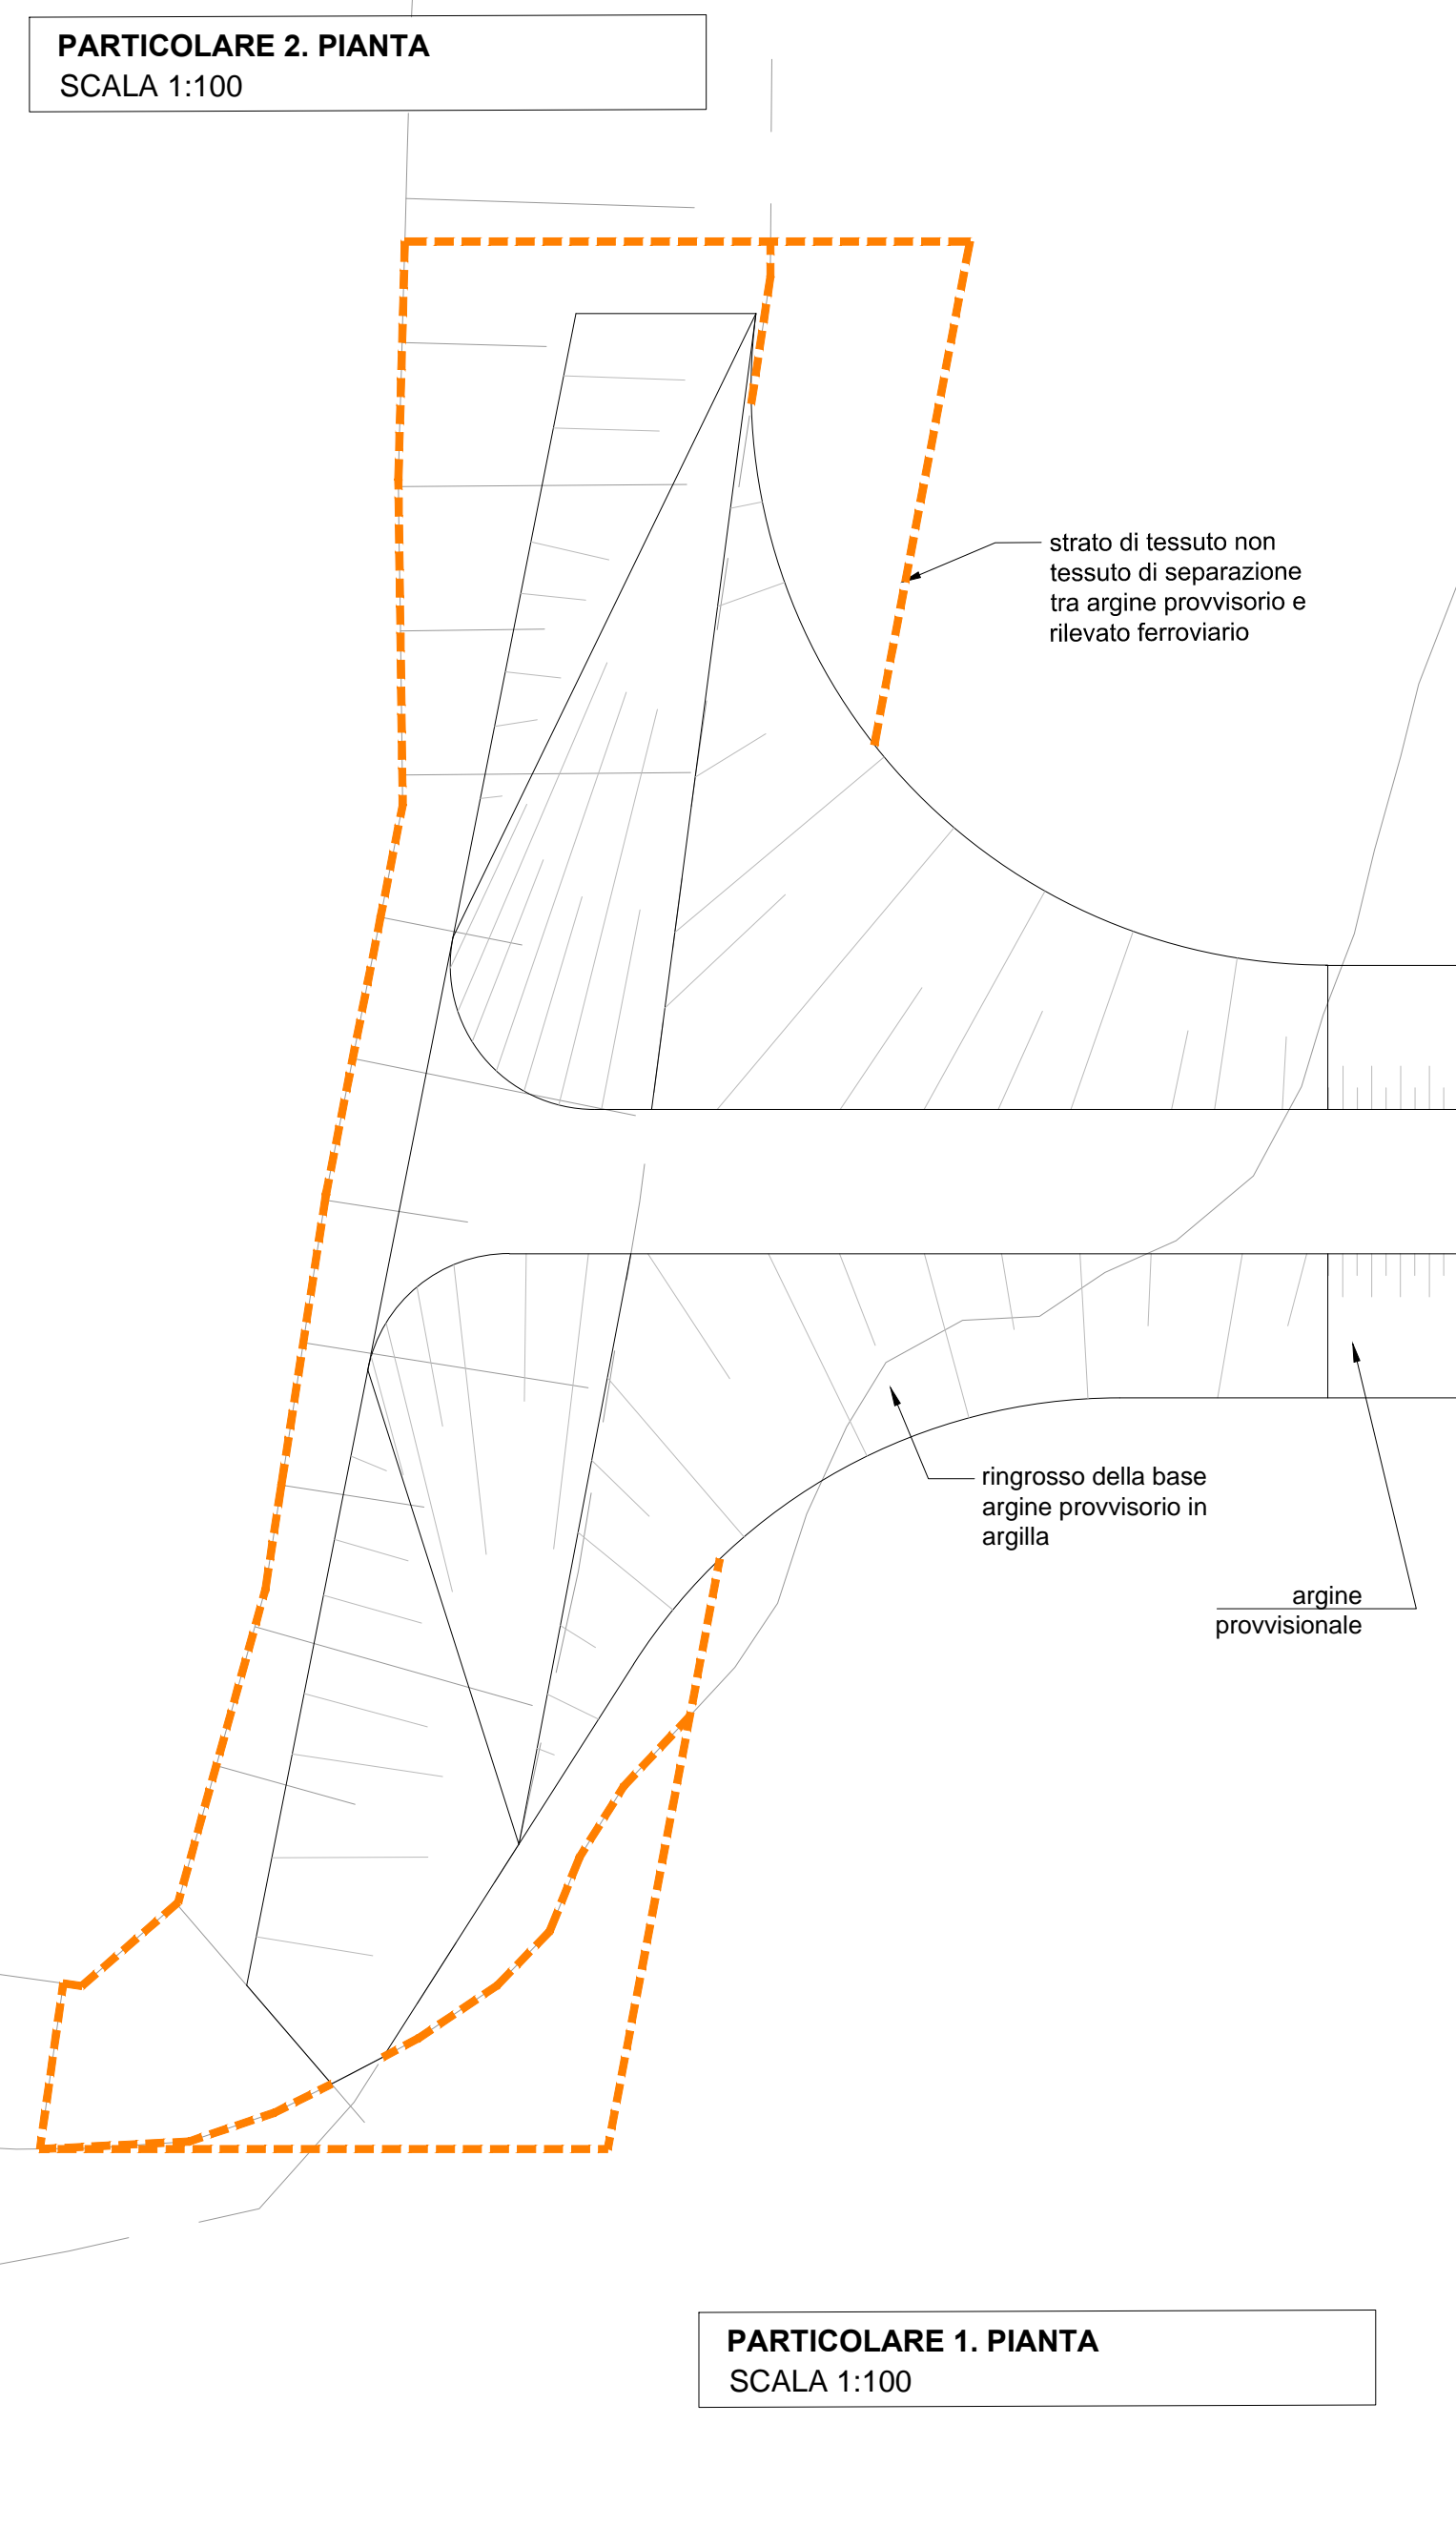 PARTICOLARE 2. PIANTA
SCALA 1:100
strato di tessuto non
tessuto di separazione
tra argine provvisorio e
rilevato ferroviario
ringrosso della base
argine provvisorio in
argilla
argine
provvisionale
PARTICOLARE 1. PIANTA
SCALA 1:100